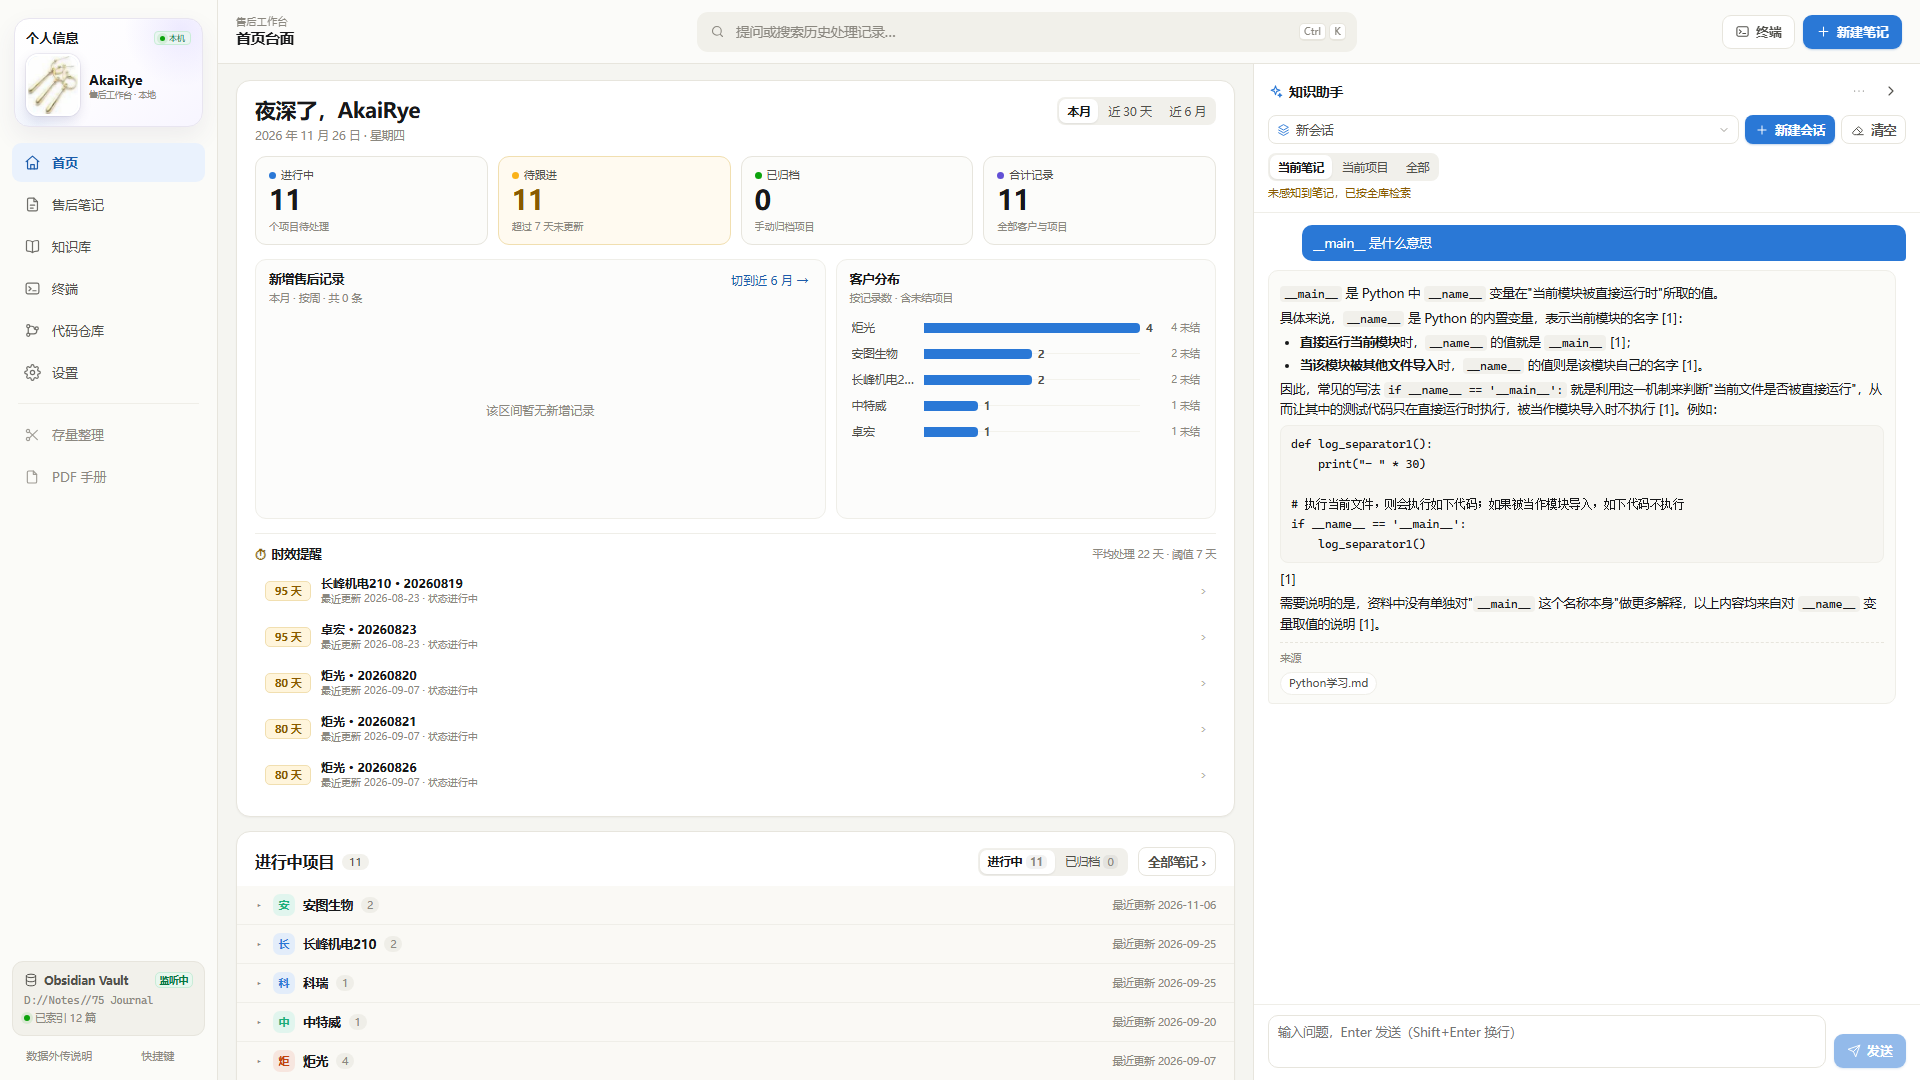 个人信息
本机
AkaiRye
售后工作台 · 本地
首页
售后笔记
知识库
终端
代码仓库
设置
存量整理
PDF 手册
Obsidian Vault
监听中
D://Notes//75 Journal
已索引 12 篇
数据外传说明
快捷键
售后工作台
首页台面
提问或搜索历史处理记录...
Ctrl K
终端
新建笔记
夜深了，AkaiRye
2026 年 11 月 26 日 · 星期四
本月 近 30 天 近 6 月
进行中
11
个项目待处理
待跟进
11
超过 7 天未更新
已归档
0
手动归档项目
合计记录
11
全部客户与项目
新增售后记录
切到近 6 月 →
本月 · 按周 · 共 0 条
该区间暂无新增记录
客户分布
按记录数 · 含未结项目
炬光 4 4 未结
安图生物 2 2 未结
长峰机电2... 2 2 未结
中特威 1 1 未结
卓宏 1 1 未结
时效提醒
平均处理 22 天 · 阈值 7 天
95 天
长峰机电210 • 20260819
最近更新 2026-08-23 · 状态进行中
95 天
卓宏 • 20260823
最近更新 2026-08-23 · 状态进行中
80 天
炬光 • 20260820
最近更新 2026-09-07 · 状态进行中
80 天
炬光 • 20260821
最近更新 2026-09-07 · 状态进行中
80 天
炬光 • 20260826
最近更新 2026-09-07 · 状态进行中
进行中项目 11
进行中 11 已归档 0
全部笔记 ›
安 安图生物 2 最近更新 2026-11-06
长 长峰机电210 2 最近更新 2026-09-25
科 科瑞 1 最近更新 2026-09-25
中 中特威 1 最近更新 2026-09-20
炬 炬光 4 最近更新 2026-09-07
知识助手
新会话
新建会话
清空
当前笔记 当前项目 全部
未感知到笔记，已按全库检索
__main__ 是什么意思
__main__ 是 Python 中 __name__ 变量在"当前模块被直接运行时"所取的值。
具体来说，__name__ 是 Python 的内置变量，表示当前模块的名字 [1]：
• 直接运行当前模块时，__name__ 的值就是 __main__ [1]；
• 当该模块被其他文件导入时，__name__ 的值则是该模块自己的名字 [1]。
因此，常见的写法 if __name__ == '__main__': 就是利用这一机制来判断"当前文件是否被直接运行"，从
而让其中的测试代码只在直接运行时执行，被当作模块导入时不执行 [1]。例如：
def log_separator1():
    print("- " * 30)
# 执行当前文件，则会执行如下代码；如果被当作模块导入，如下代码不执行
if __name__ == '__main__':
    log_separator1()
[1]
需要说明的是，资料中没有单独对"__main__ 这个名称本身"做更多解释，以上内容均来自对 __name__ 变
量取值的说明 [1]。
来源
Python学习.md
输入问题，Enter 发送（Shift+Enter 换行）
发送